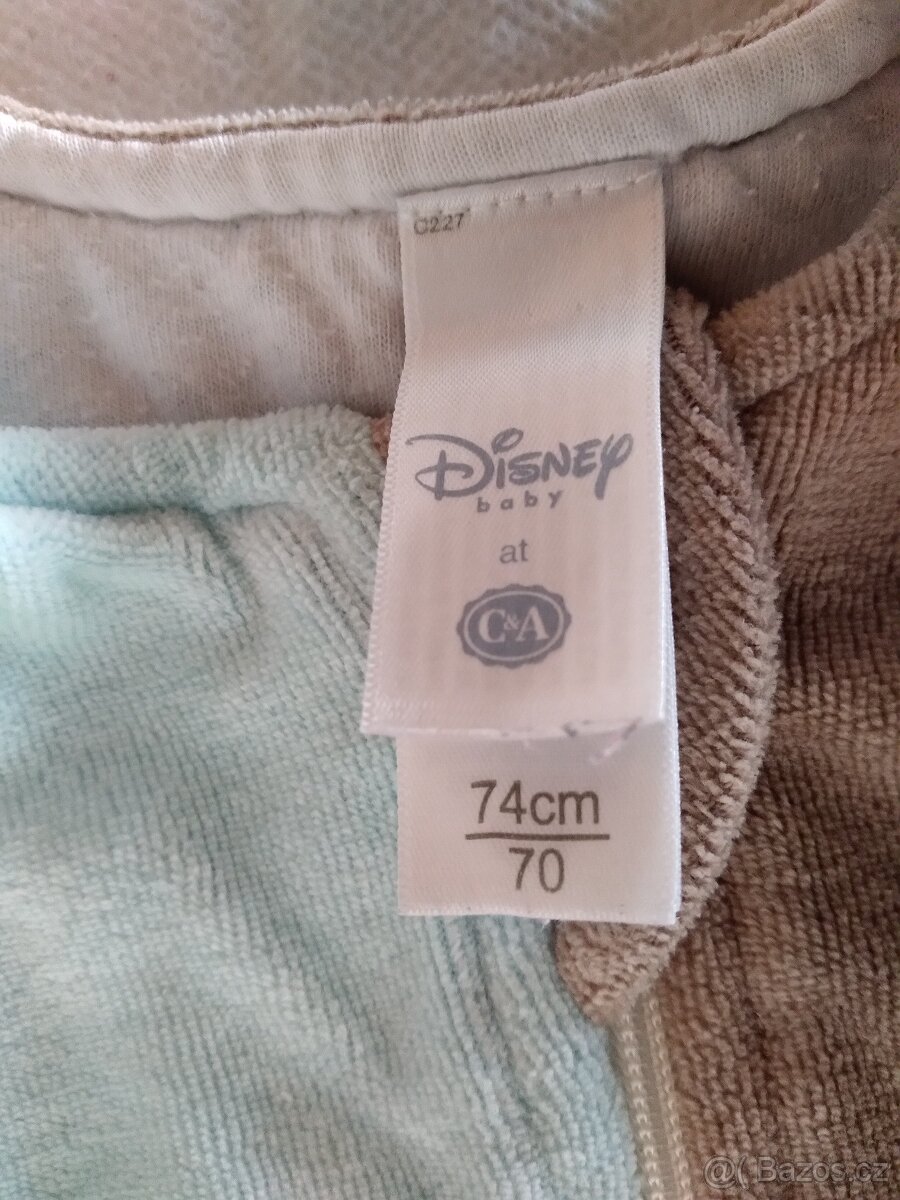 C227
Disney
baby
at
C&A
74cm
70
@( Bazos.cz